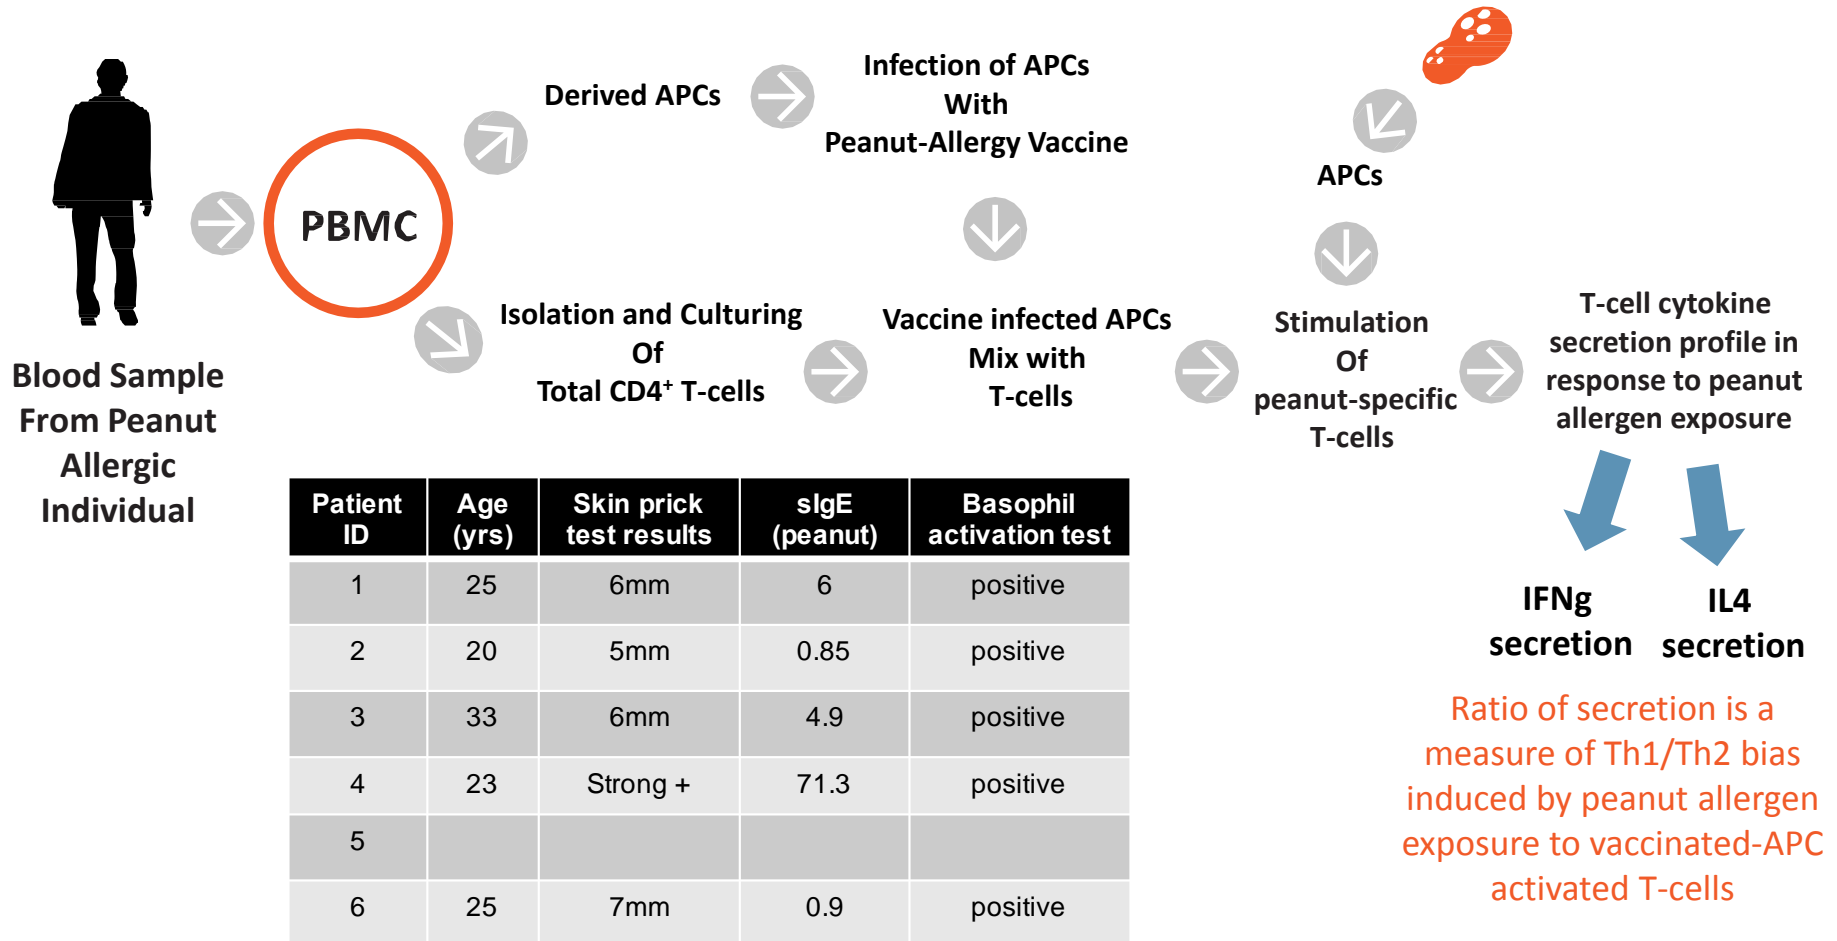 Blood Sample
From Peanut
Allergic
Individual
PBMC
Derived APCs
Infection of APCs
With
Peanut-Allergy Vaccine
Isolation and Culturing
Of
Total CD4⁺ T-cells
Vaccine infected APCs
Mix with
T-cells
APCs
Stimulation
Of
peanut-specific
T-cells
T-cell cytokine
secretion profile in
response to peanut
allergen exposure
IFNg
secretion
IL4
secretion
Ratio of secretion is a
measure of Th1/Th2 bias
induced by peanut allergen
exposure to vaccinated-APC
activated T-cells
Patient ID Age (yrs) Skin prick test results sIgE (peanut) Basophil activation test
1 25 6mm 6 positive
2 20 5mm 0.85 positive
3 33 6mm 4.9 positive
4 23 Strong + 71.3 positive
5
6 25 7mm 0.9 positive